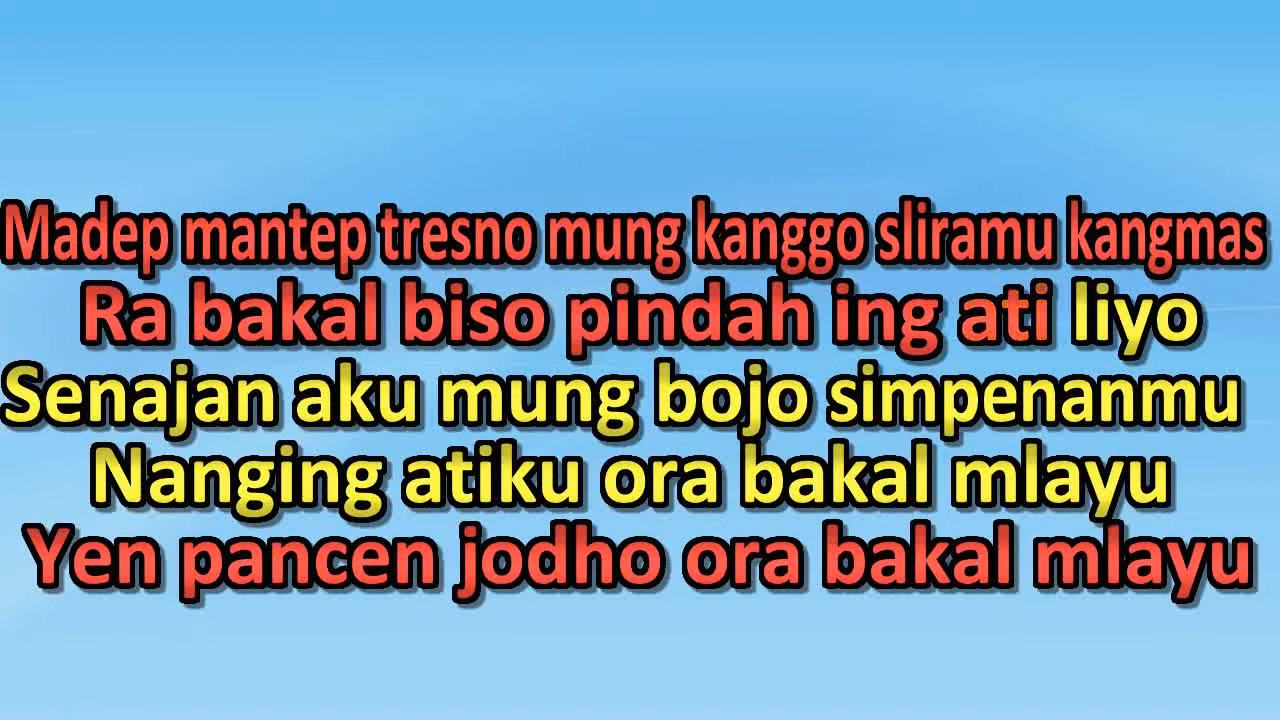 Madep mantep tresno mung kanggo sliramu kangmas
Ra bakal biso pindah ing ati liyo
Senajan aku mung bojo simpenanmu
Nanging atiku ora bakal mlayu
Yen pancen jodho ora bakal mlayu